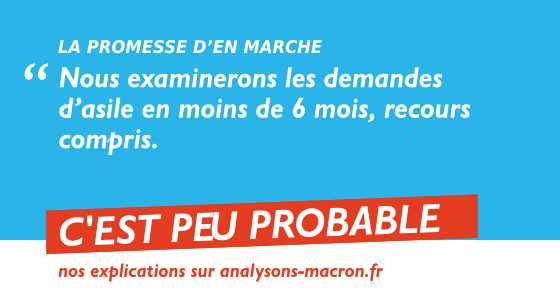 LA PROMESSE D’EN MARCHE
“ Nous examinerons les demandes
d’asile en moins de 6 mois, recours
compris.
C'EST PEU PROBABLE
nos explications sur analysons-macron.fr